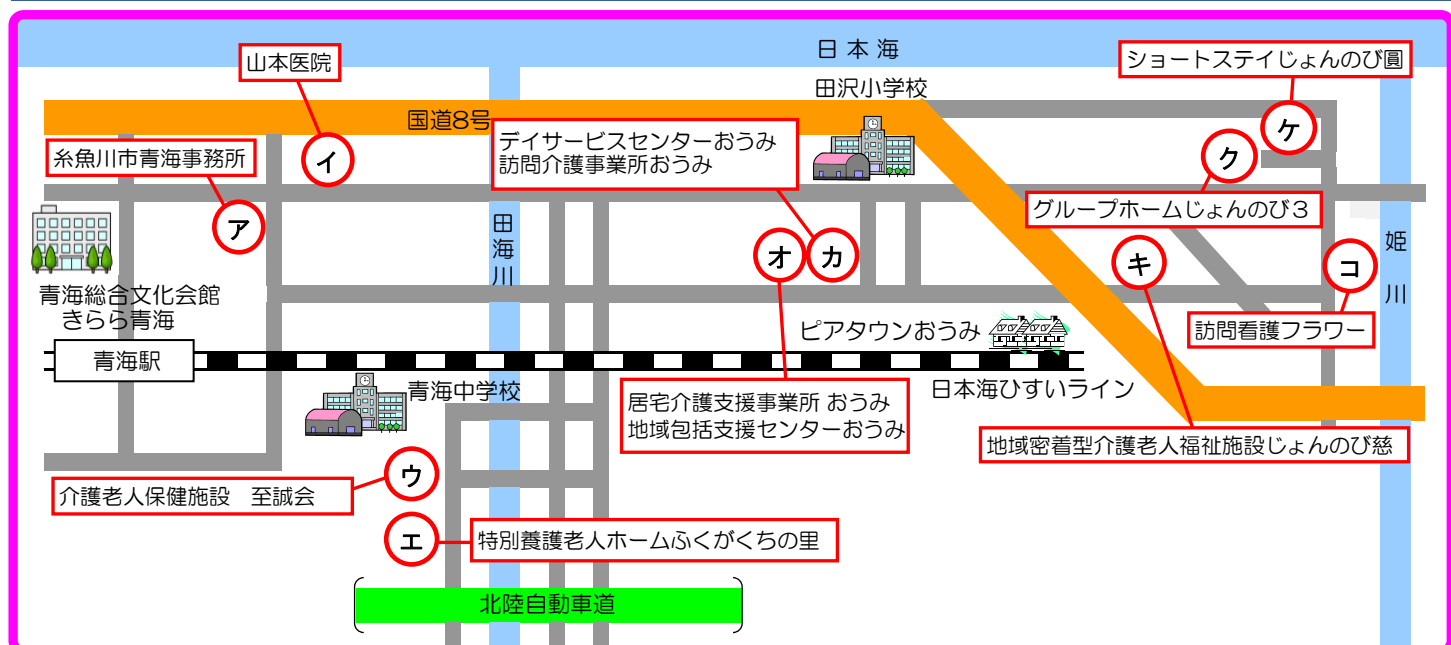 日本海
山本医院
ショートステイじょんのび圓
田沢小学校
国道8号
ケ
デイサービスセンターおうみ
訪問介護事業所おうみ
糸魚川市青海事務所
イ
ク
グループホームじょんのび3
ア
田海川
オ
カ
キ
コ
姫川
青海総合文化会館
きらら青海
ピアタウンおうみ
訪問看護フラワー
青海駅
青海中学校
日本海ひすいライン
居宅介護支援事業所 おうみ
地域包括支援センターおうみ
地域密着型介護老人福祉施設じょんのび慈
ウ
介護老人保健施設　至誠会
エ
特別養護老人ホームふくがくちの里
北陸自動車道